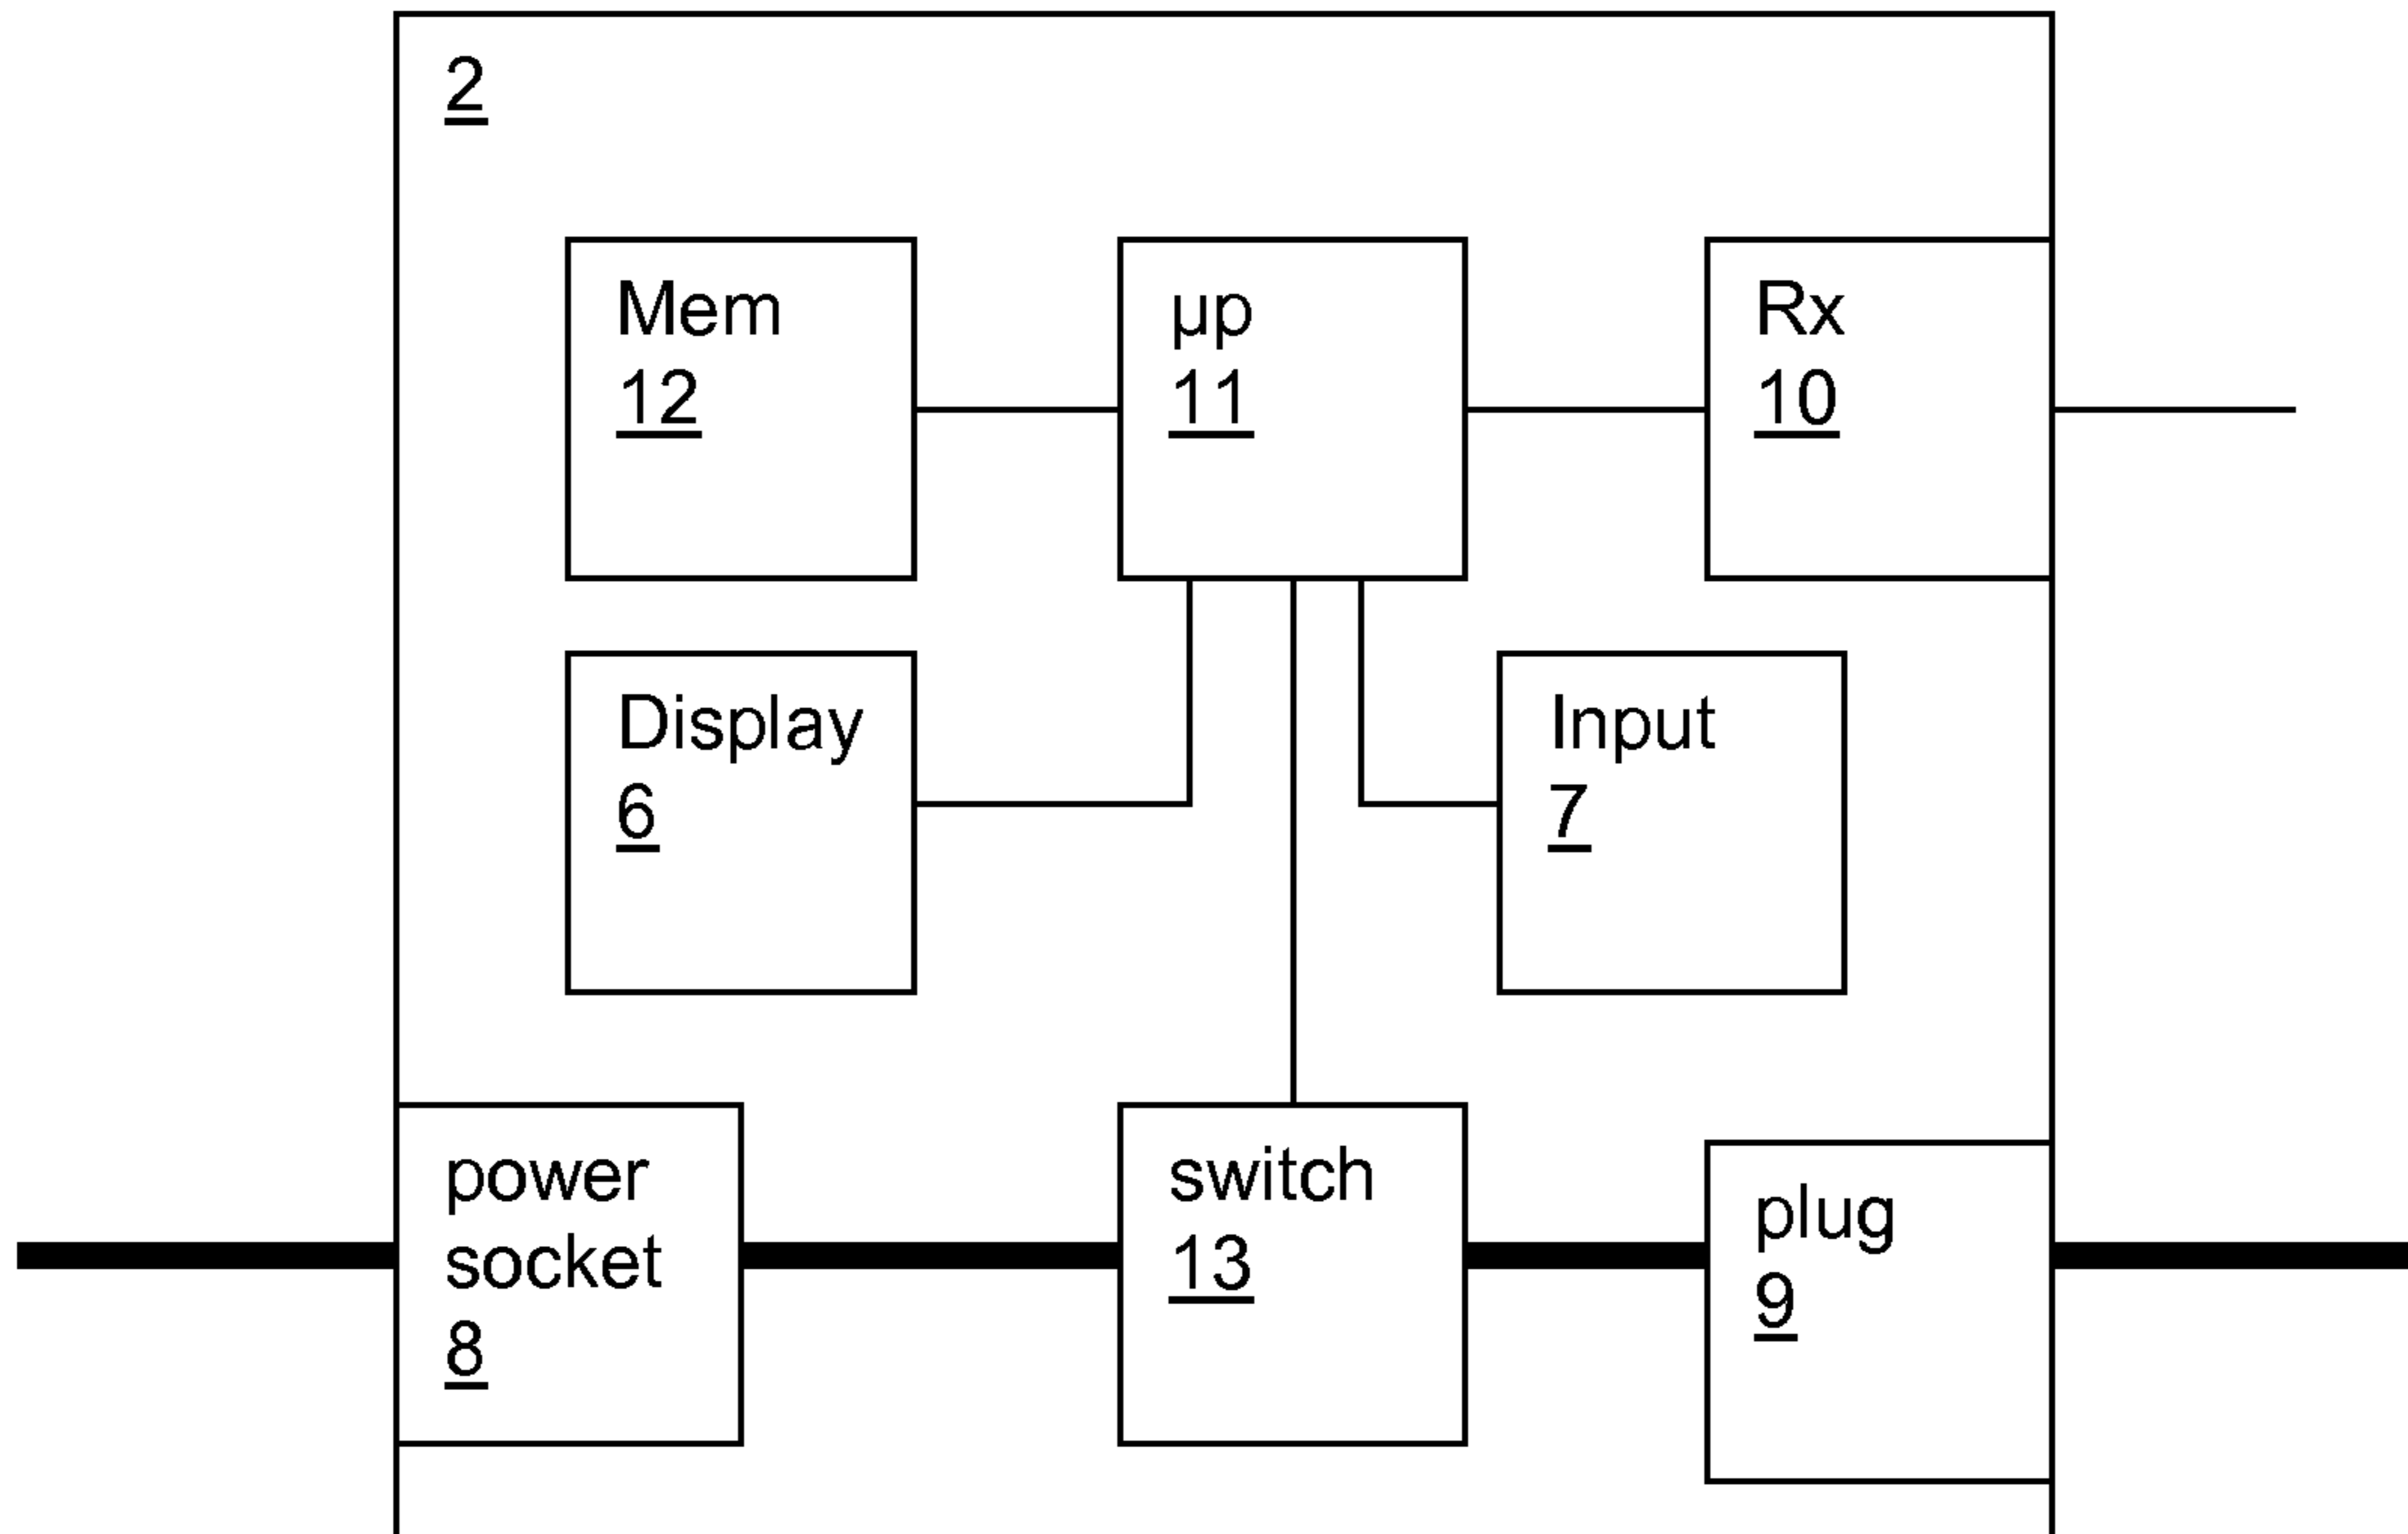 2
Mem
12
µp
11
Rx
10
Display
6
Input
7
power
socket
8
switch
13
plug
9